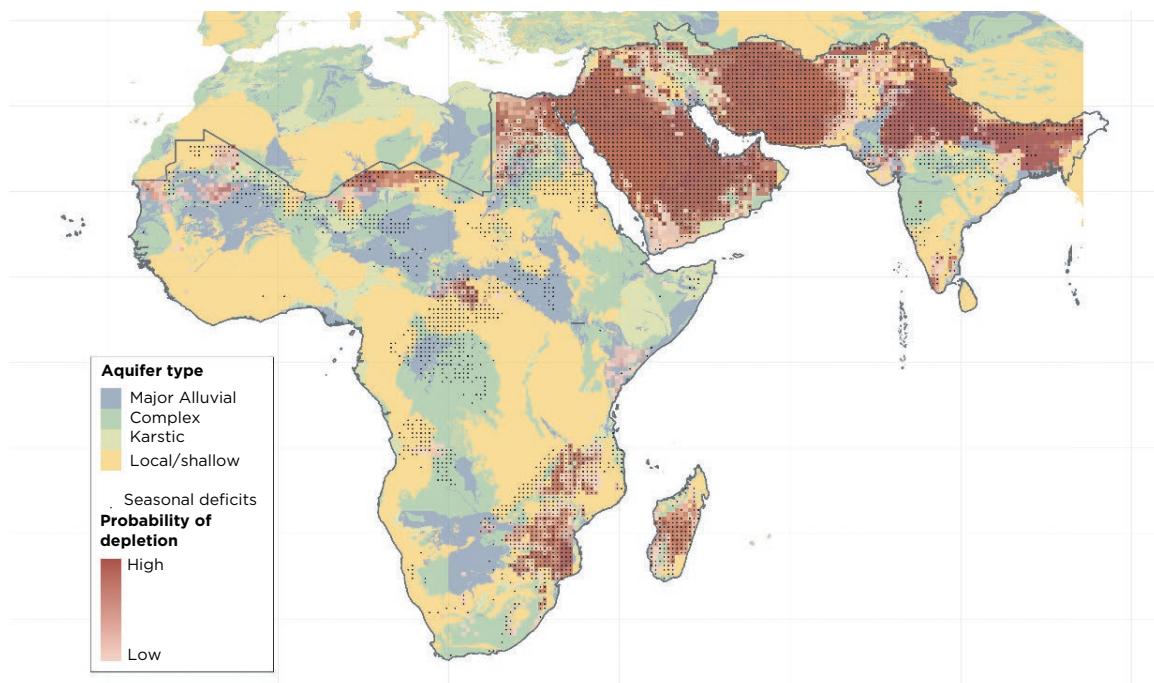 Aquifer type
Major Alluvial
Complex
Karstic
Local/shallow
Seasonal deficits
Probability of
depletion
High
Low